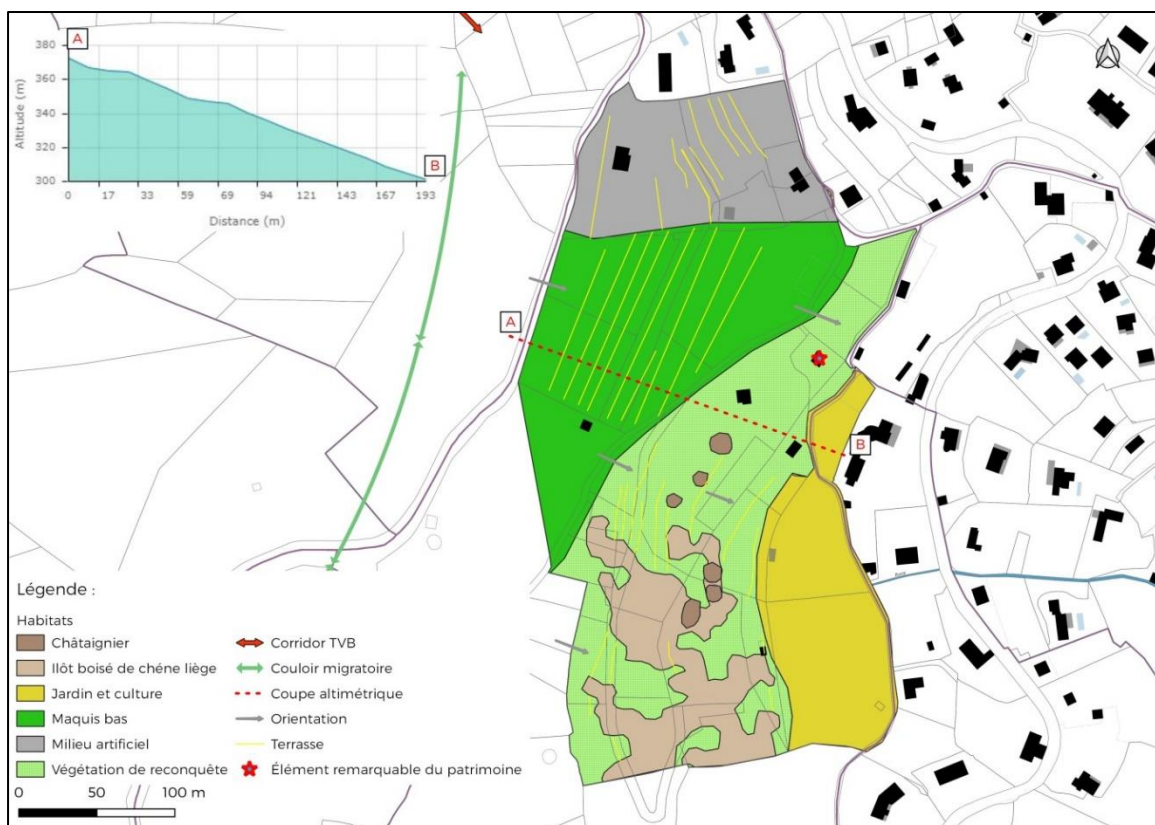 A
380
360
340
320
300
Altitude (m)
B
0 17 33 59 69 94 121 143 167 193
Distance (m)
A
B
Légende :
Habitats
Châtaignier
Ilôt boisé de chéne liège
Jardin et culture
Maquis bas
Milieu artificiel
Végétation de reconquête
Corridor TVB
Couloir migratoire
Coupe altimétrique
Orientation
Terrasse
Élément remarquable du patrimoine
0 50 100 m